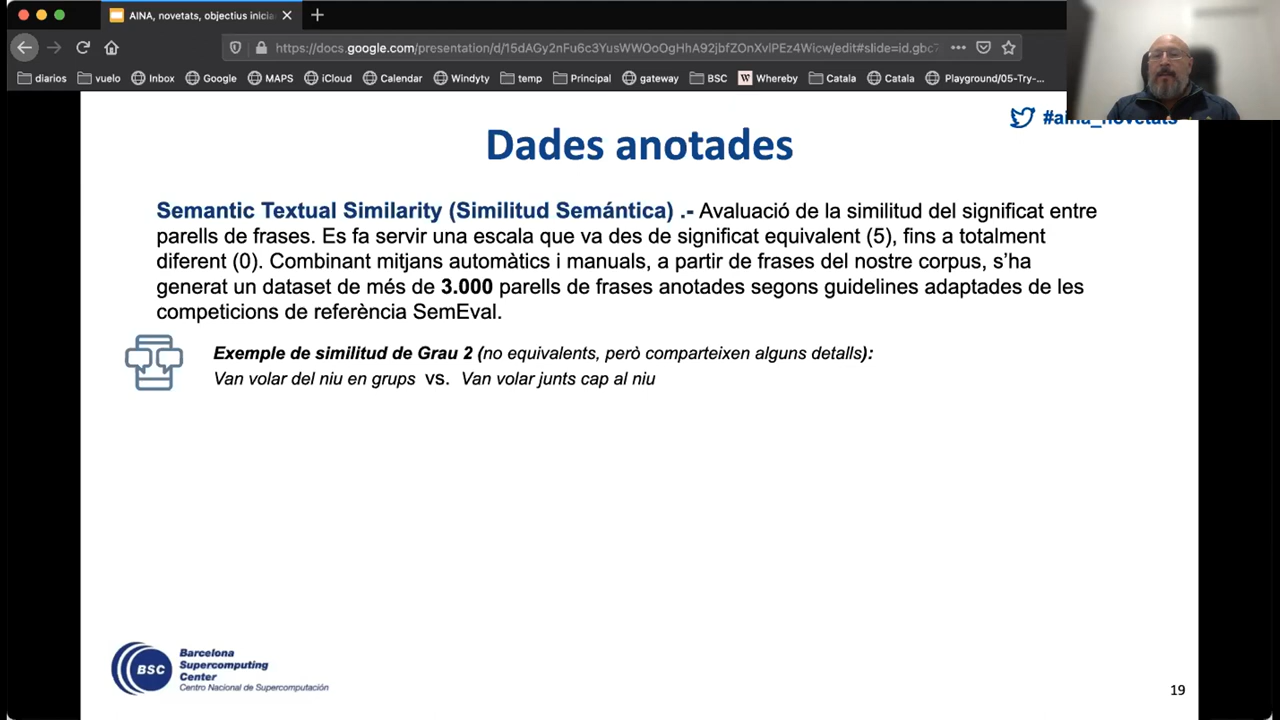 AINA, novetats, objectius inicia
https://docs.google.com/presentation/d/15dAGy2nFu6c3YusWWOoOgHhA92jbfZOnXvlPEz4Wicw/edit#slide=id.gbc
diarios vuelo Inbox Google MAPS iCloud Calendar Windyty temp Principal gateway BSC Whereby Catala Catala Playground/05-Try-...
#aina_novetats
Dades anotades
Semantic Textual Similarity (Similitud Semántica) .- Avaluació de la similitud del significat entre
parells de frases. Es fa servir una escala que va des de significat equivalent (5), fins a totalment
diferent (0). Combinant mitjans automàtics i manuals, a partir de frases del nostre corpus, s’ha
generat un dataset de més de 3.000 parells de frases anotades segons guidelines adaptades de les
competicions de referència SemEval.
Exemple de similitud de Grau 2 (no equivalents, però comparteixen alguns detalls):
Van volar del niu en grups vs. Van volar junts cap al niu
BSC
Barcelona
Supercomputing
Center
Centro Nacional de Supercomputación
19